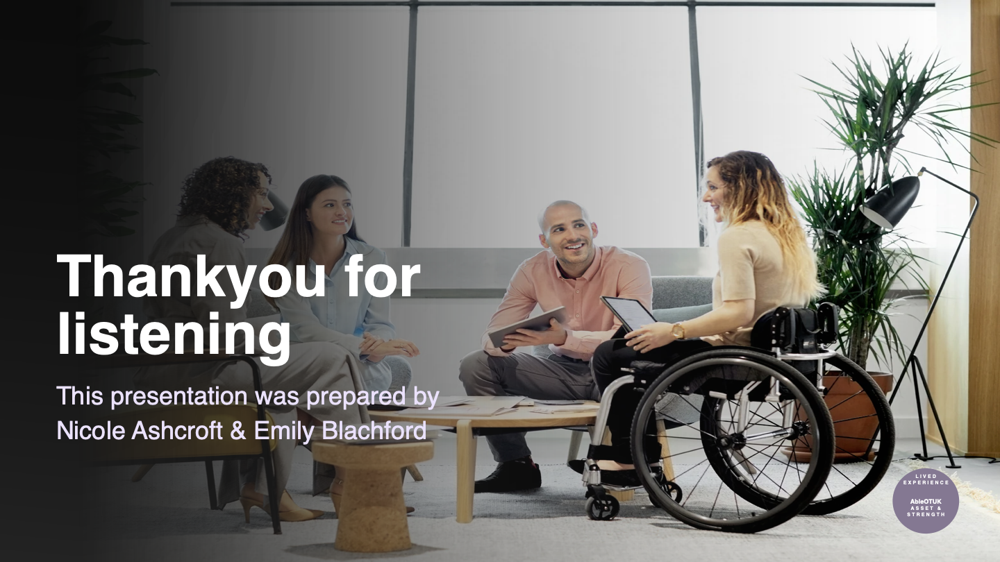 Thankyou for
listening
This presentation was prepared by
Nicole Ashcroft & Emily Blachford
LIVED
EXPERIENCE
AbleOTUK
ASSET &
STRENGTH